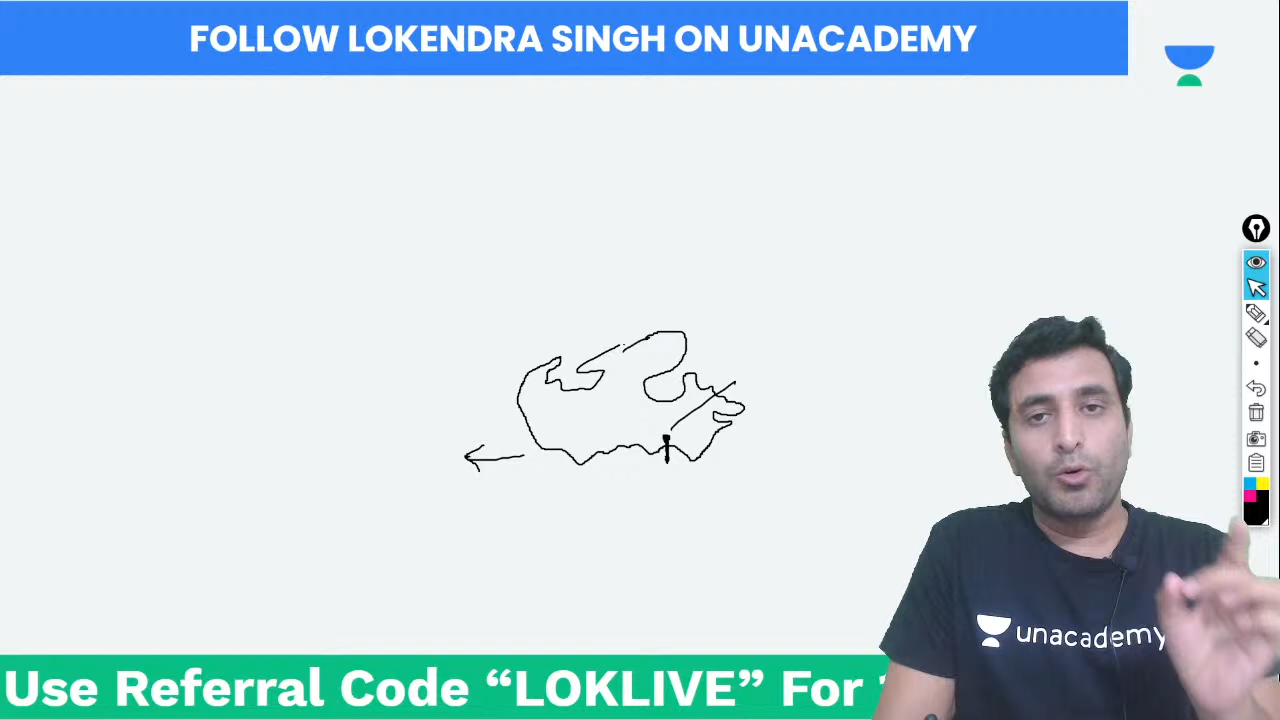 FOLLOW LOKENDRA SINGH ON UNACADEMY
unacademy
Use Referral Code “LOKLIVE” For